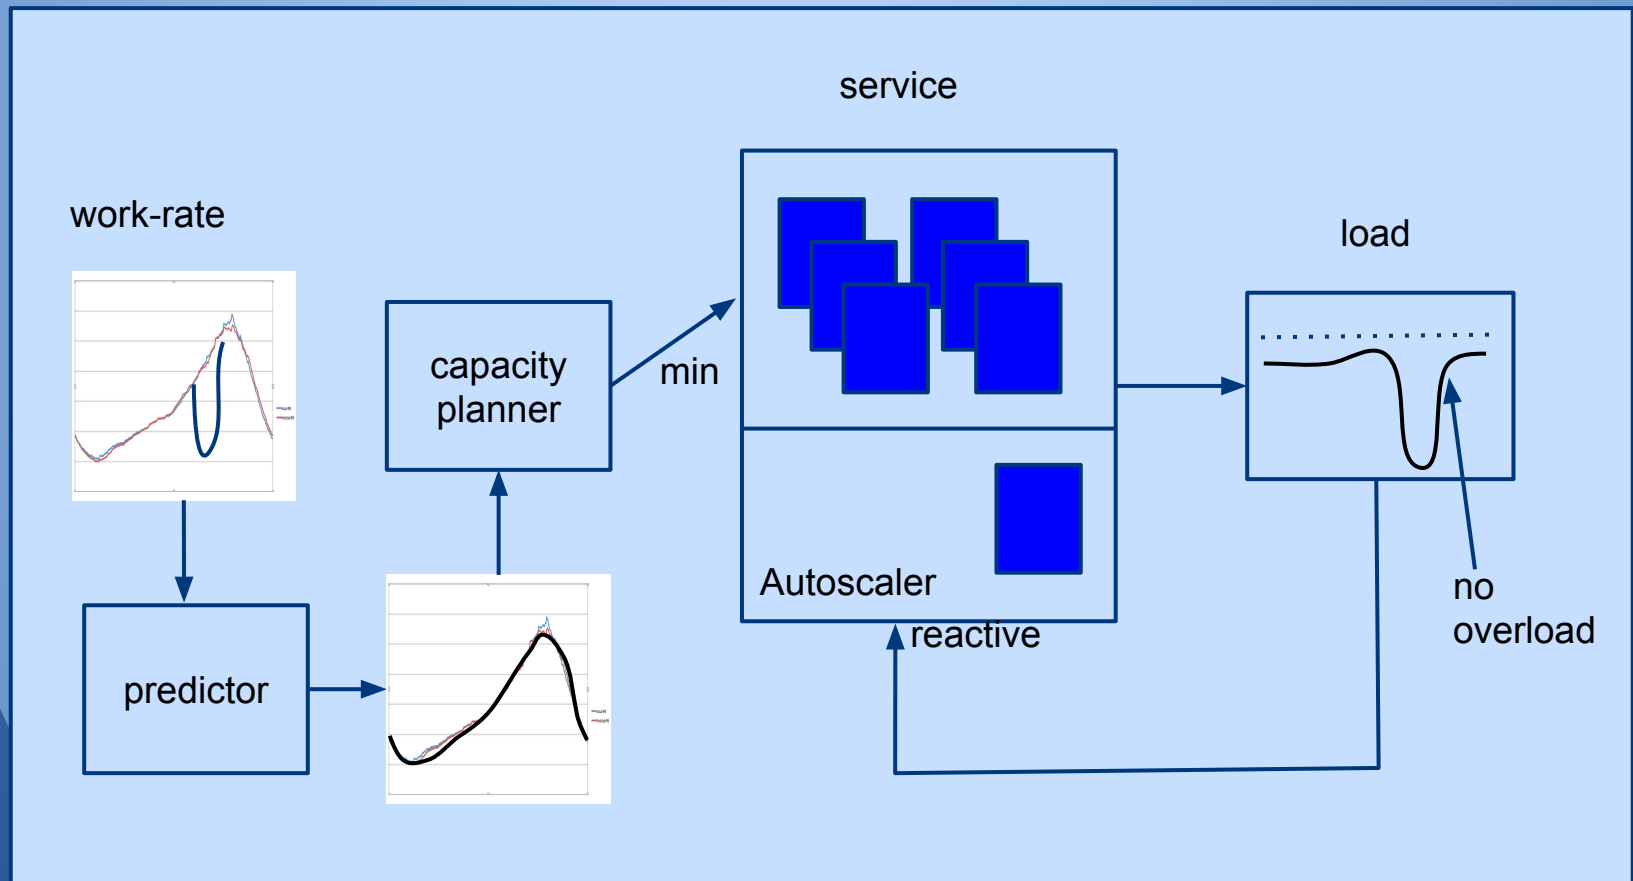 service
work-rate
load
capacity
planner
min
Autoscaler
reactive
no
overload
predictor